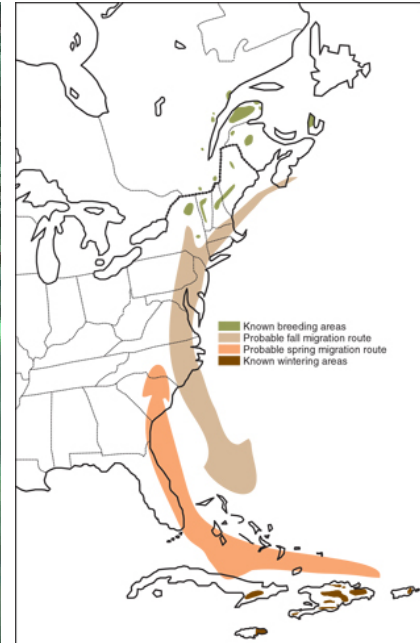 Known breeding areas
Probable fall migration route
Probable spring migration route
Known wintering areas